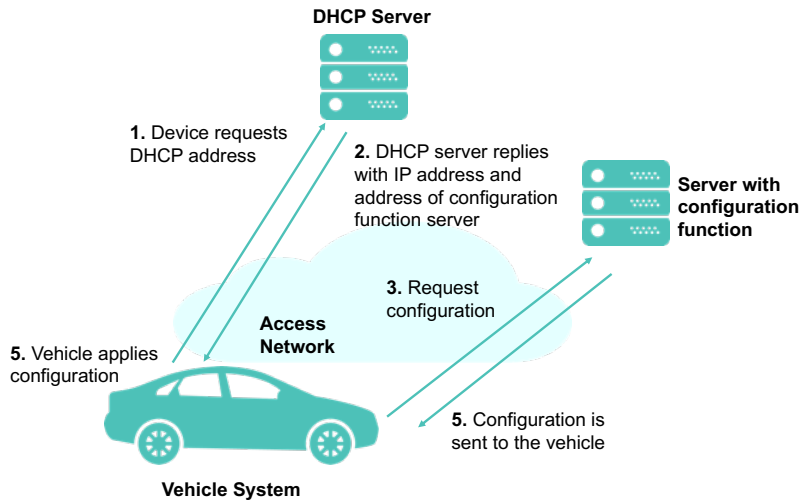 DHCP Server
1. Device requests
DHCP address
2. DHCP server replies
with IP address and
address of configuration
function server
Server with
configuration
function
3. Request
configuration
Access
Network
5. Vehicle applies
configuration
5. Configuration is
sent to the vehicle
Vehicle System